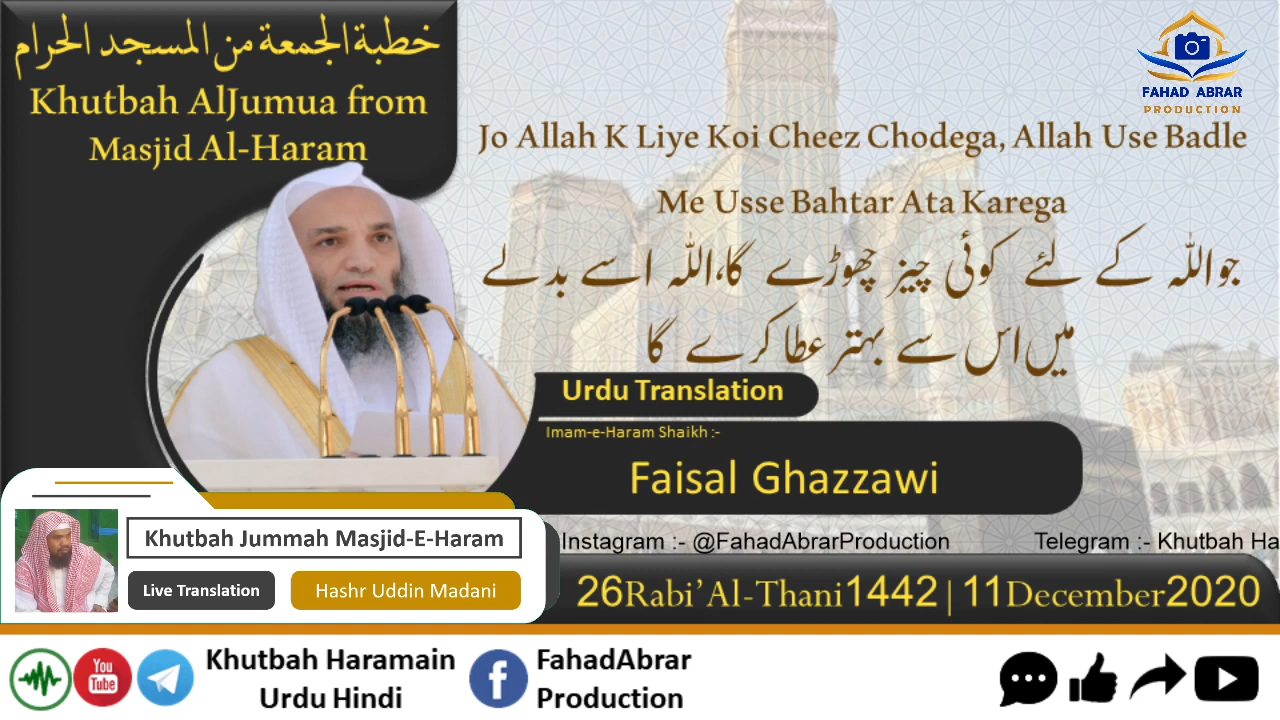 خطبة الجمعة من المسجد الحرام
Khutbah AlJumua from
Masjid Al-Haram
FAHAD ABRAR
PRODUCTION
Jo Allah K Liye Koi Cheez Chodega, Allah Use Badle
Me Usse Bahtar Ata Karega
جو اللہ کے لئے کوئی چیز چھوڑے گا،اللہ اسے بدلے
میں اس سے بہتر عطا کرے گا
Urdu Translation
Imam-e-Haram Shaikh :-
Faisal Ghazzawi
Khutbah Jummah Masjid-E-Haram
Live Translation
Hashr Uddin Madani
Instagram :- @FahadAbrarProduction
Telegram :- Khutbah Ha
26Rabi’Al-Thani1442 | 11December2020
You
Tube
Khutbah Haramain
Urdu Hindi
FahadAbrar
Production